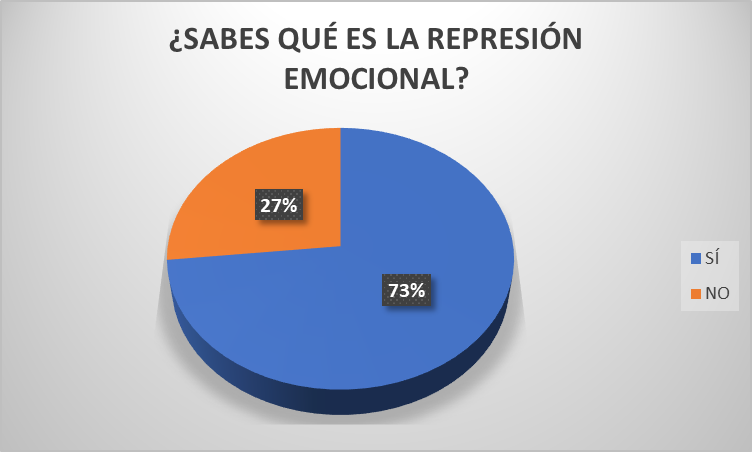 ¿SABES QUÉ ES LA REPRESIÓN
EMOCIONAL?
27%
73%
SÍ
NO